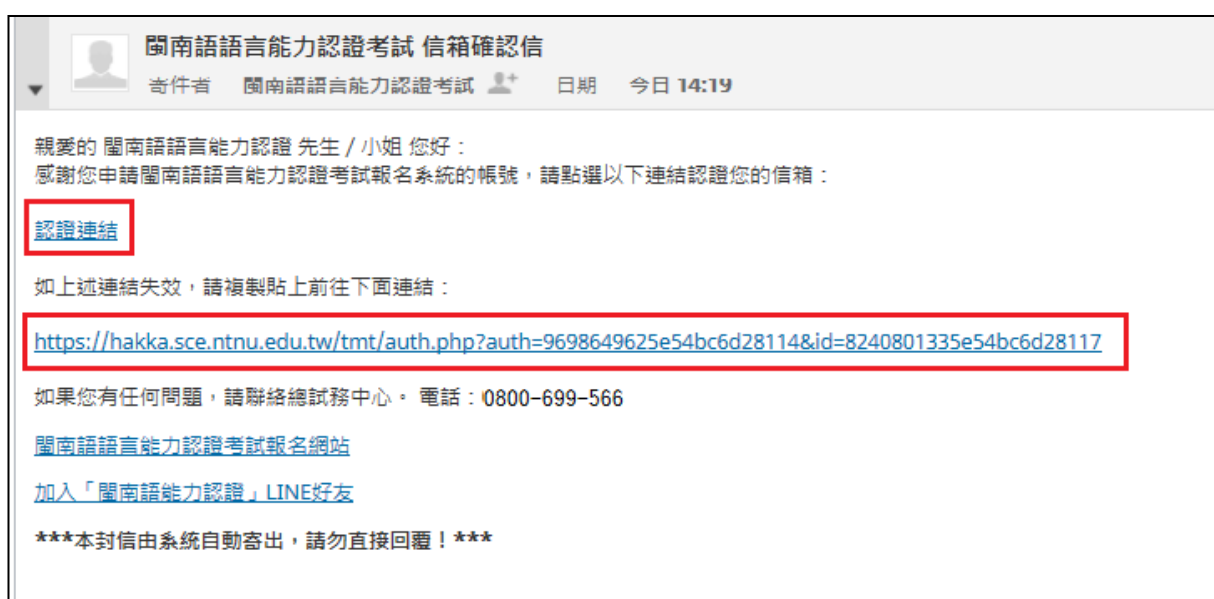 閩南語語言能力認證考試 信箱確認信
寄件者 閩南語語言能力認證考試 日期 今日 14:19
親愛的 閩南語語言能力認證 先生 / 小姐 您好：
感謝您申請閩南語語言能力認證考試報名系統的帳號，請點選以下連結認證您的信箱：
認證連結
如上述連結失效，請複製貼上前往下面連結：
https://hakka.sce.ntnu.edu.tw/tmt/auth.php?auth=9698649625e54bc6d28114&id=8240801335e54bc6d28117
如果您有任何問題，請聯絡總試務中心。 電話：0800-699-566
閩南語語言能力認證考試報名網站
加入「閩南語能力認證」LINE好友
***本封信由系統自動寄出，請勿直接回覆！***